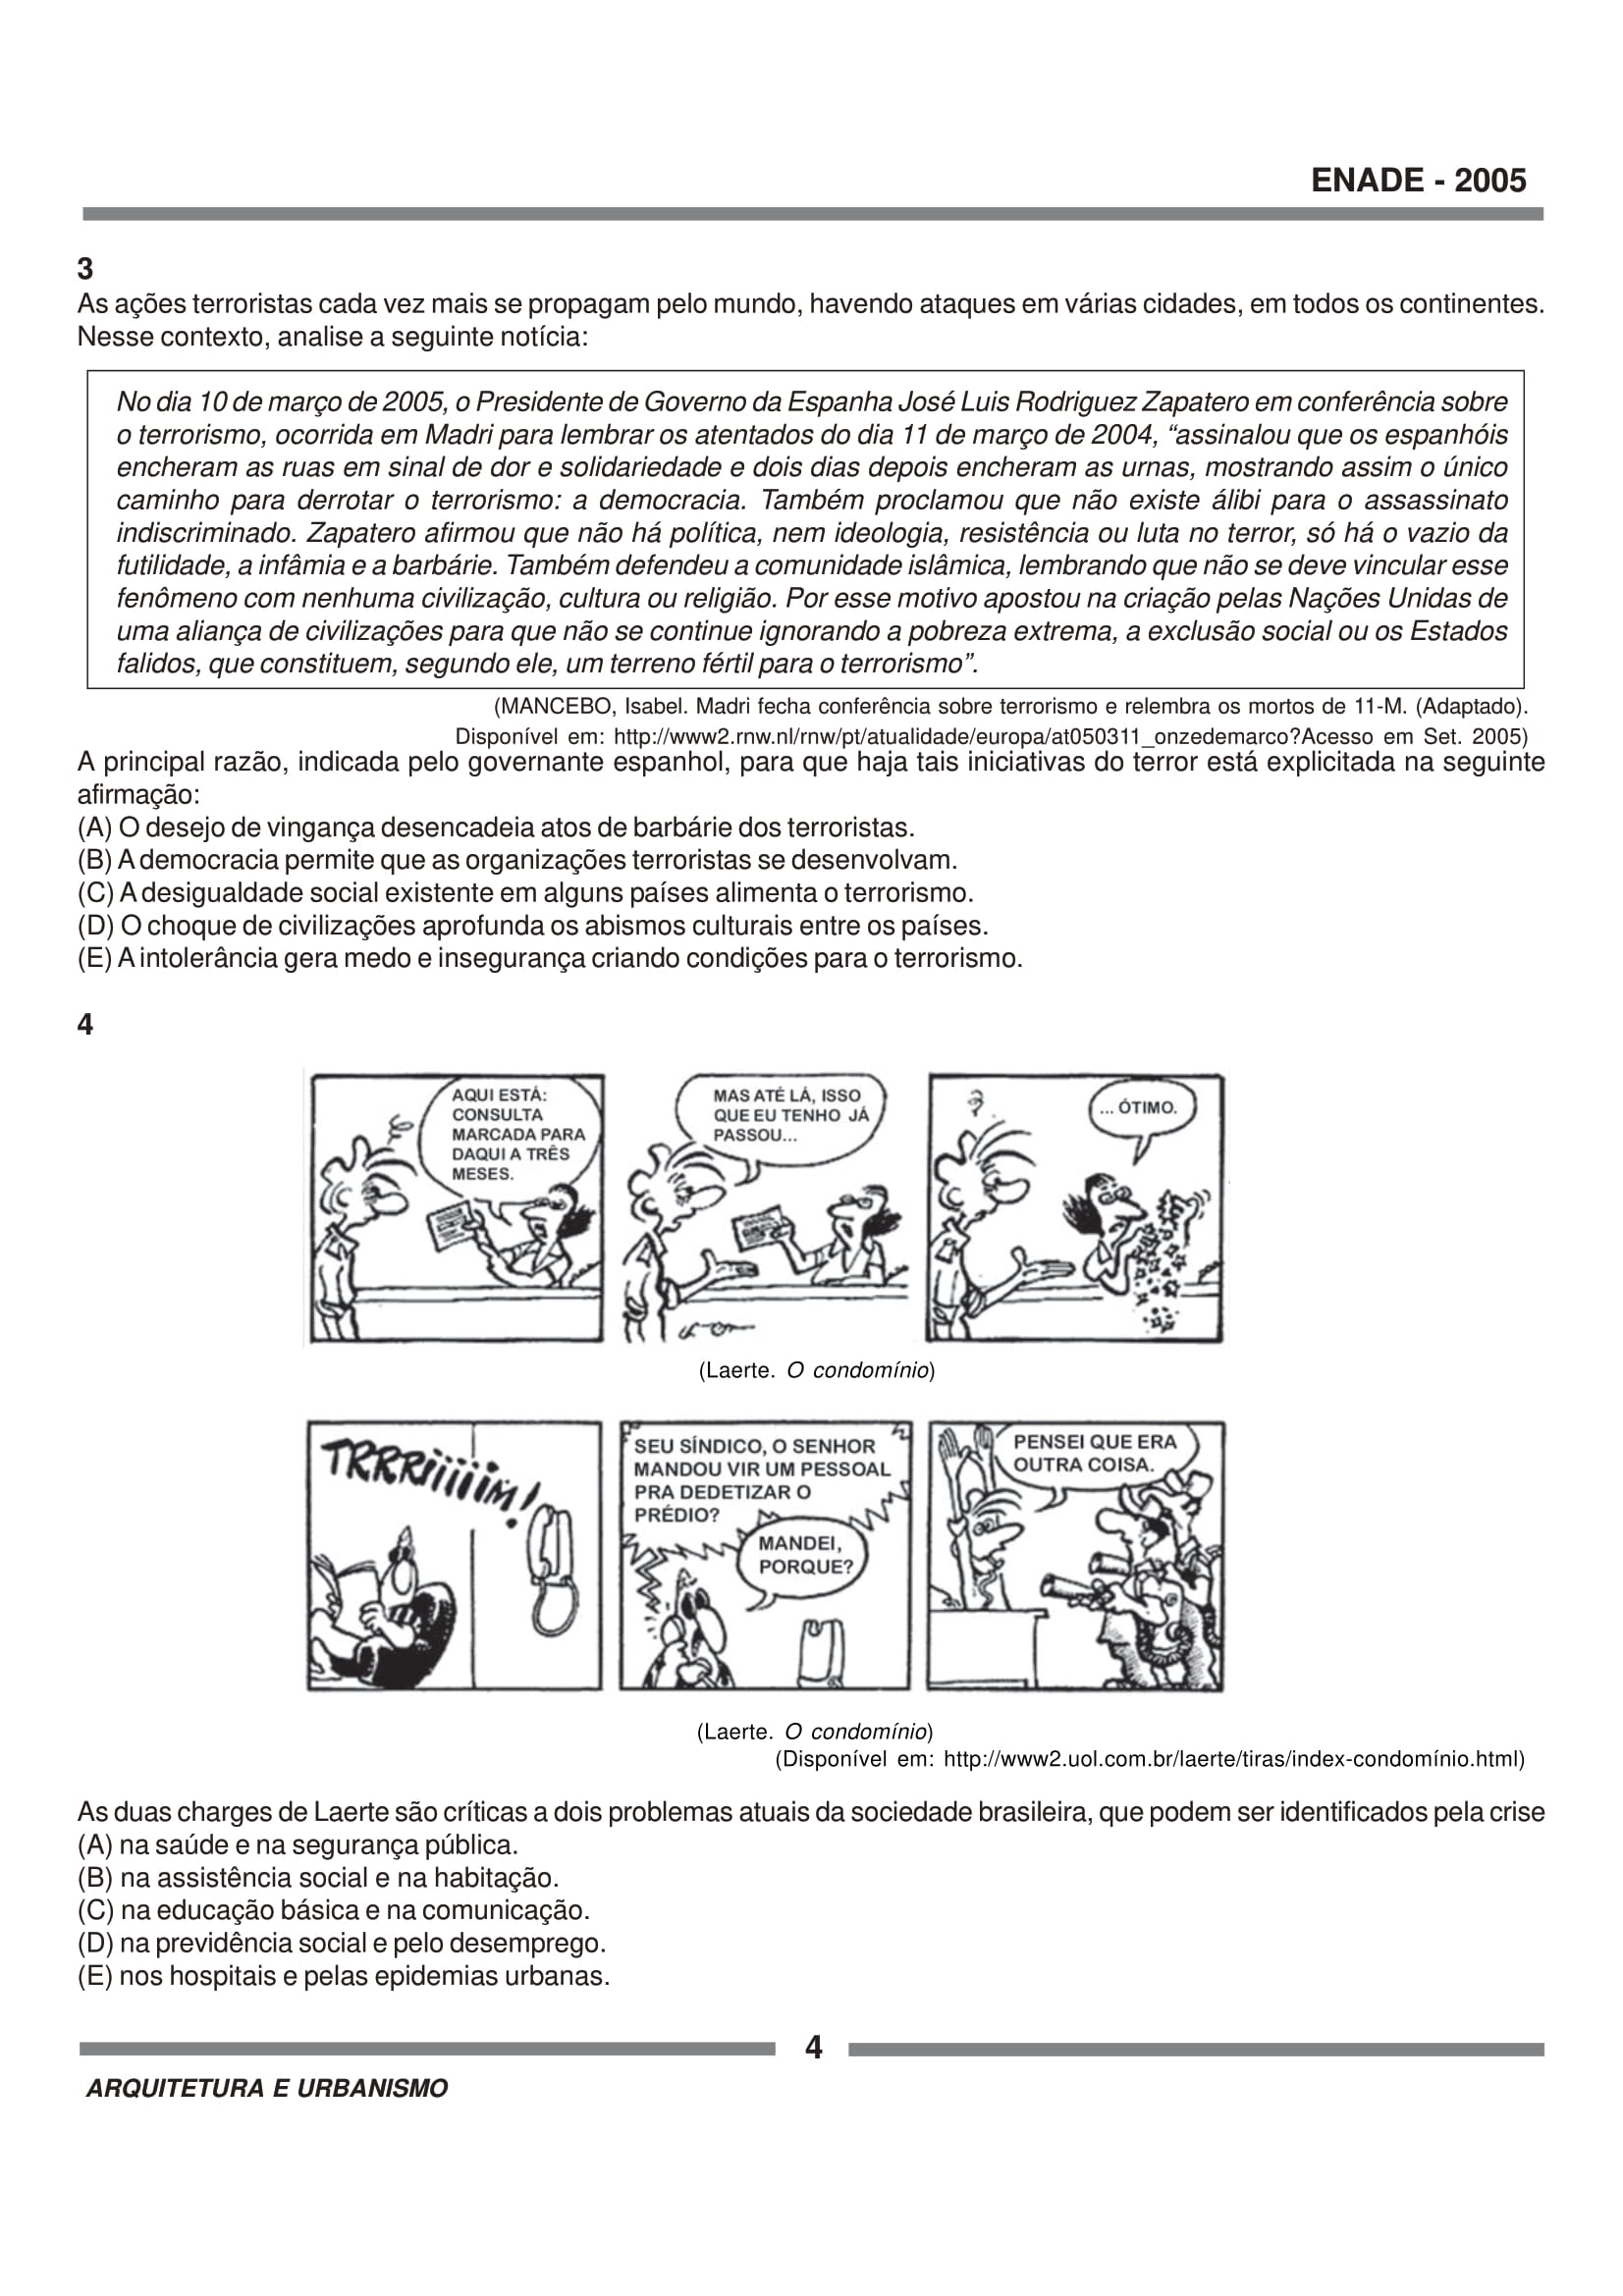 ENADE - 2005
3
As ações terroristas cada vez mais se propagam pelo mundo, havendo ataques em várias cidades, em todos os continentes.
Nesse contexto, analise a seguinte notícia:
No dia 10 de março de 2005, o Presidente de Governo da Espanha José Luis Rodriguez Zapatero em conferência sobre
o terrorismo, ocorrida em Madri para lembrar os atentados do dia 11 de março de 2004, “assinalou que os espanhóis
encheram as ruas em sinal de dor e solidariedade e dois dias depois encheram as urnas, mostrando assim o único
caminho para derrotar o terrorismo: a democracia. Também proclamou que não existe álibi para o assassinato
indiscriminado. Zapatero afirmou que não há política, nem ideologia, resistência ou luta no terror, só há o vazio da
futilidade, a infâmia e a barbárie. Também defendeu a comunidade islâmica, lembrando que não se deve vincular esse
fenômeno com nenhuma civilização, cultura ou religião. Por esse motivo apostou na criação pelas Nações Unidas de
uma aliança de civilizações para que não se continue ignorando a pobreza extrema, a exclusão social ou os Estados
falidos, que constituem, segundo ele, um terreno fértil para o terrorismo”.
(MANCEBO, Isabel. Madri fecha conferência sobre terrorismo e relembra os mortos de 11-M. (Adaptado).
Disponível em: http://www2.rnw.nl/rnw/pt/atualidade/europa/at050311_onzedemarco?Acesso em Set. 2005)
A principal razão, indicada pelo governante espanhol, para que haja tais iniciativas do terror está explicitada na seguinte
afirmação:
(A) O desejo de vingança desencadeia atos de barbárie dos terroristas.
(B) A democracia permite que as organizações terroristas se desenvolvam.
(C) A desigualdade social existente em alguns países alimenta o terrorismo.
(D) O choque de civilizações aprofunda os abismos culturais entre os países.
(E) A intolerância gera medo e insegurança criando condições para o terrorismo.
4
AQUI ESTÁ:
CONSULTA
MARCADA PARA
DAQUI A TRÊS
MESES.
MAS ATÉ LÁ, ISSO
QUE EU TENHO JÁ
PASSOU...
... ÓTIMO.
(Laerte. O condomínio)
TRRRiiiiiiM!
SEU SÍNDICO, O SENHOR
MANDOU VIR UM PESSOAL
PRA DEDETIZAR O
PRÉDIO?
MANDEI,
PORQUE?
PENSEI QUE ERA
OUTRA COISA.
(Laerte. O condomínio)
(Disponível em: http://www2.uol.com.br/laerte/tiras/index-condomínio.html)
As duas charges de Laerte são críticas a dois problemas atuais da sociedade brasileira, que podem ser identificados pela crise
(A) na saúde e na segurança pública.
(B) na assistência social e na habitação.
(C) na educação básica e na comunicação.
(D) na previdência social e pelo desemprego.
(E) nos hospitais e pelas epidemias urbanas.
4
ARQUITETURA E URBANISMO